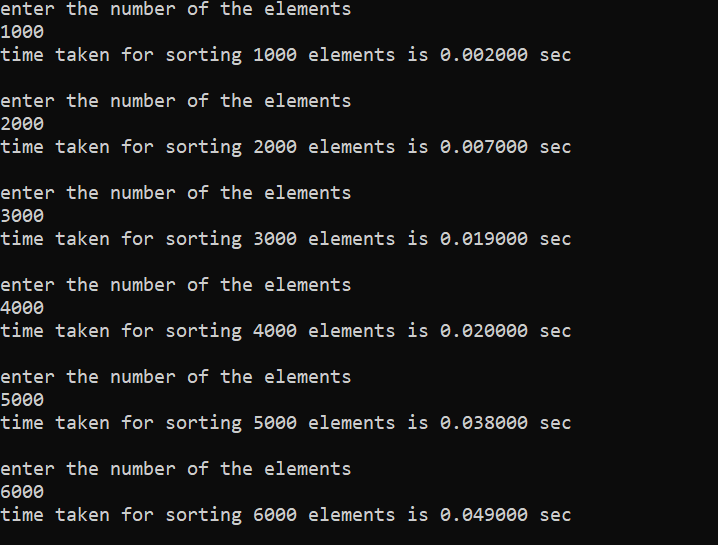 enter the number of the elements
1000
time taken for sorting 1000 elements is 0.002000 sec
enter the number of the elements
2000
time taken for sorting 2000 elements is 0.007000 sec
enter the number of the elements
3000
time taken for sorting 3000 elements is 0.019000 sec
enter the number of the elements
4000
time taken for sorting 4000 elements is 0.020000 sec
enter the number of the elements
5000
time taken for sorting 5000 elements is 0.038000 sec
enter the number of the elements
6000
time taken for sorting 6000 elements is 0.049000 sec